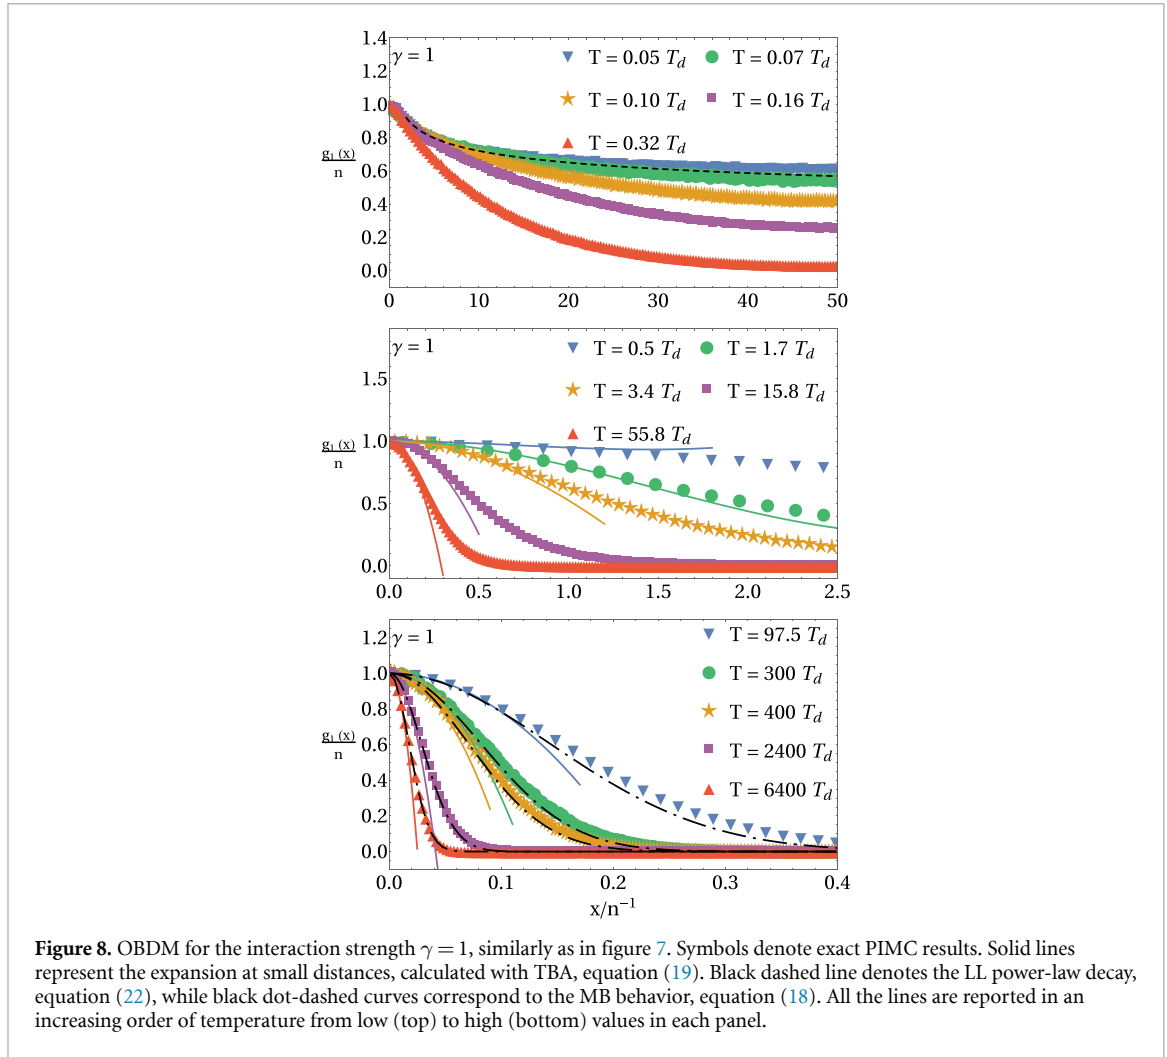 1.4
γ = 1
T = 0.05 T_d
T = 0.07 T_d
1.2
T = 0.10 T_d
T = 0.16 T_d
1.0
T = 0.32 T_d
0.8
g₁(x)
n
0.6
0.4
0.2
0.0
0 10 20 30 40 50
γ = 1
T = 0.5 T_d
T = 1.7 T_d
1.5
T = 3.4 T_d
T = 15.8 T_d
T = 55.8 T_d
1.0
g₁(x)
n
0.5
0.0
0.0 0.5 1.0 1.5 2.0 2.5
γ = 1
T = 97.5 T_d
1.2
T = 300 T_d
1.0
T = 400 T_d
0.8
T = 2400 T_d
g₁(x)
n
0.6
T = 6400 T_d
0.4
0.2
0.0
0.0 0.1 0.2 0.3 0.4
x/n⁻¹
Figure 8. OBDM for the interaction strength γ = 1, similarly as in figure 7. Symbols denote exact PIMC results. Solid lines
represent the expansion at small distances, calculated with TBA, equation (19). Black dashed line denotes the LL power-law decay,
equation (22), while black dot-dashed curves correspond to the MB behavior, equation (18). All the lines are reported in an
increasing order of temperature from low (top) to high (bottom) values in each panel.